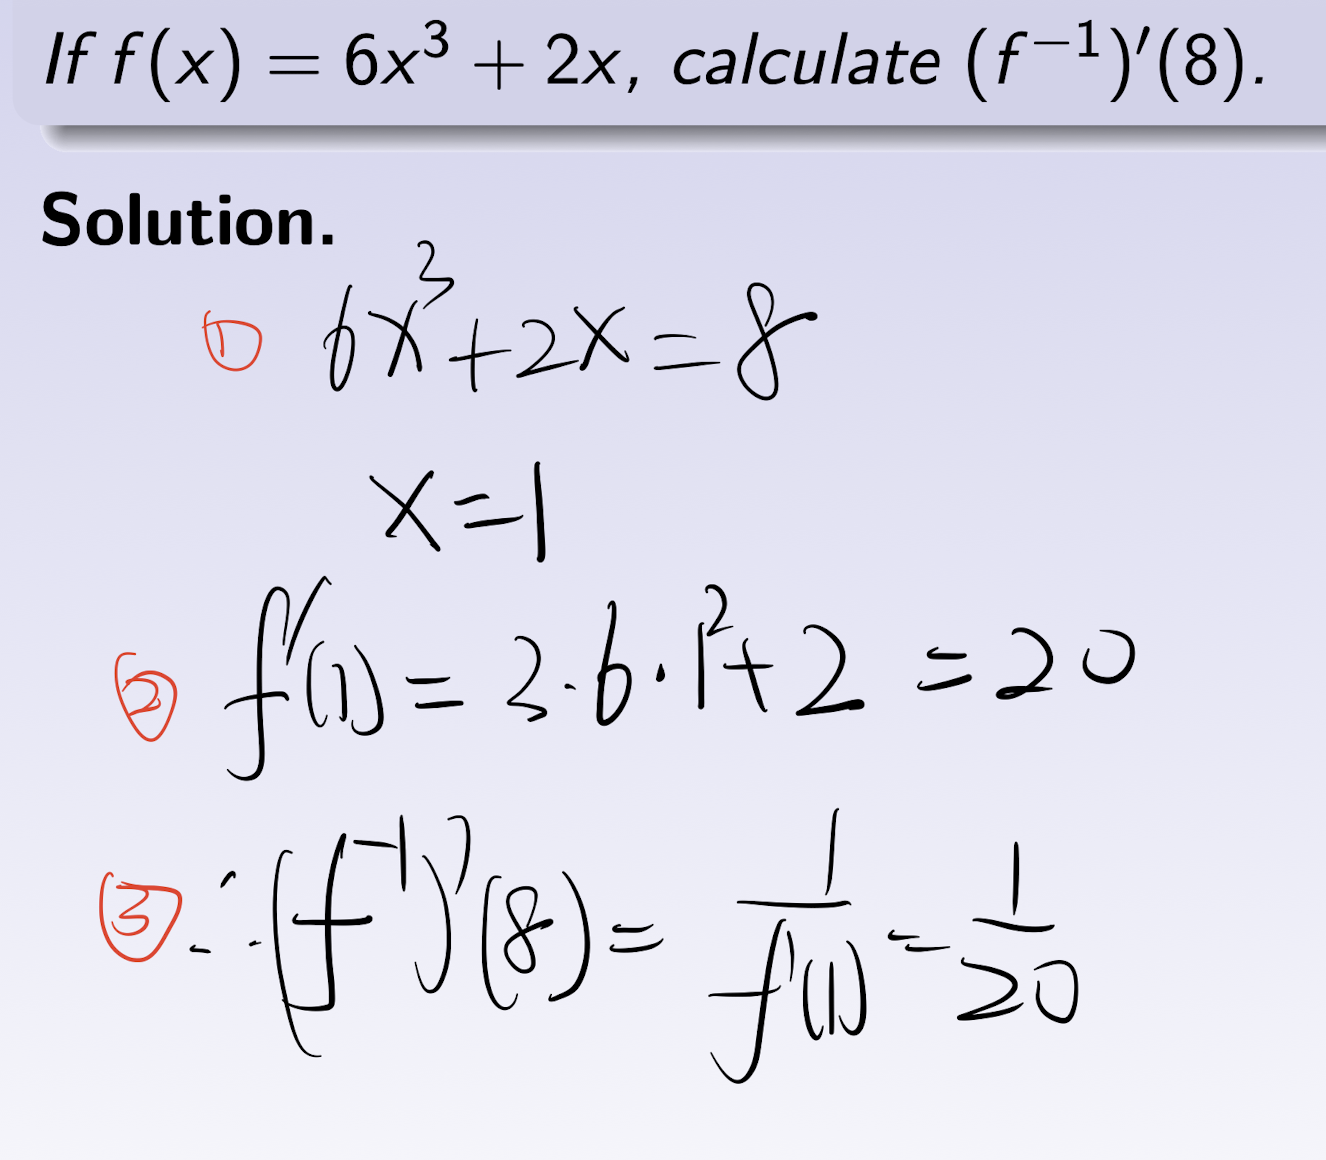 If f(x) = 6x³ + 2x, calculate (f⁻¹)′(8).
Solution.
① 6x³+2x=8
x=1
② f′(1)=3·6·1²+2=20
③ ∴(f⁻¹)′(8)=1/f′(1)=1/20